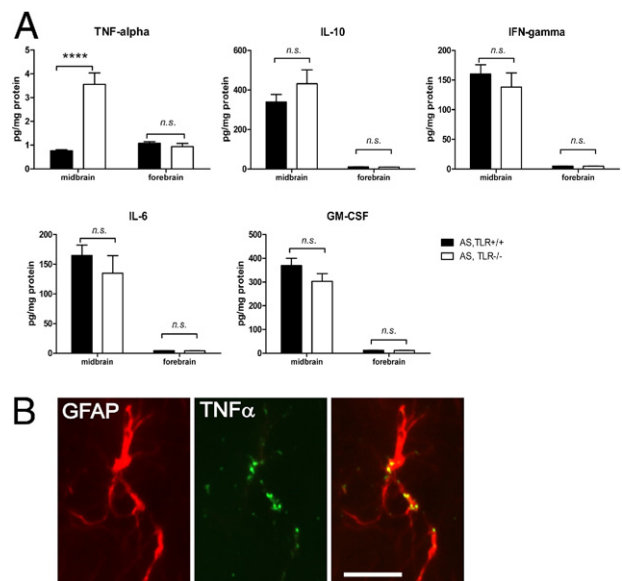 A
TNF-alpha
pg/mg protein
5
4
3
2
1
0
****
n.s.
midbrain
forebrain
IL-10
pg/mg protein
600
400
200
0
n.s.
n.s.
midbrain
forebrain
IFN-gamma
pg/mg protein
200
150
100
50
0
n.s.
n.s.
midbrain
forebrain
IL-6
pg/mg protein
200
150
100
50
0
n.s.
n.s.
midbrain
forebrain
GM-CSF
pg/mg protein
500
400
300
200
100
0
n.s.
n.s.
midbrain
forebrain
AS,TLR+/+
AS, TLR-/-
B
GFAP
TNFα